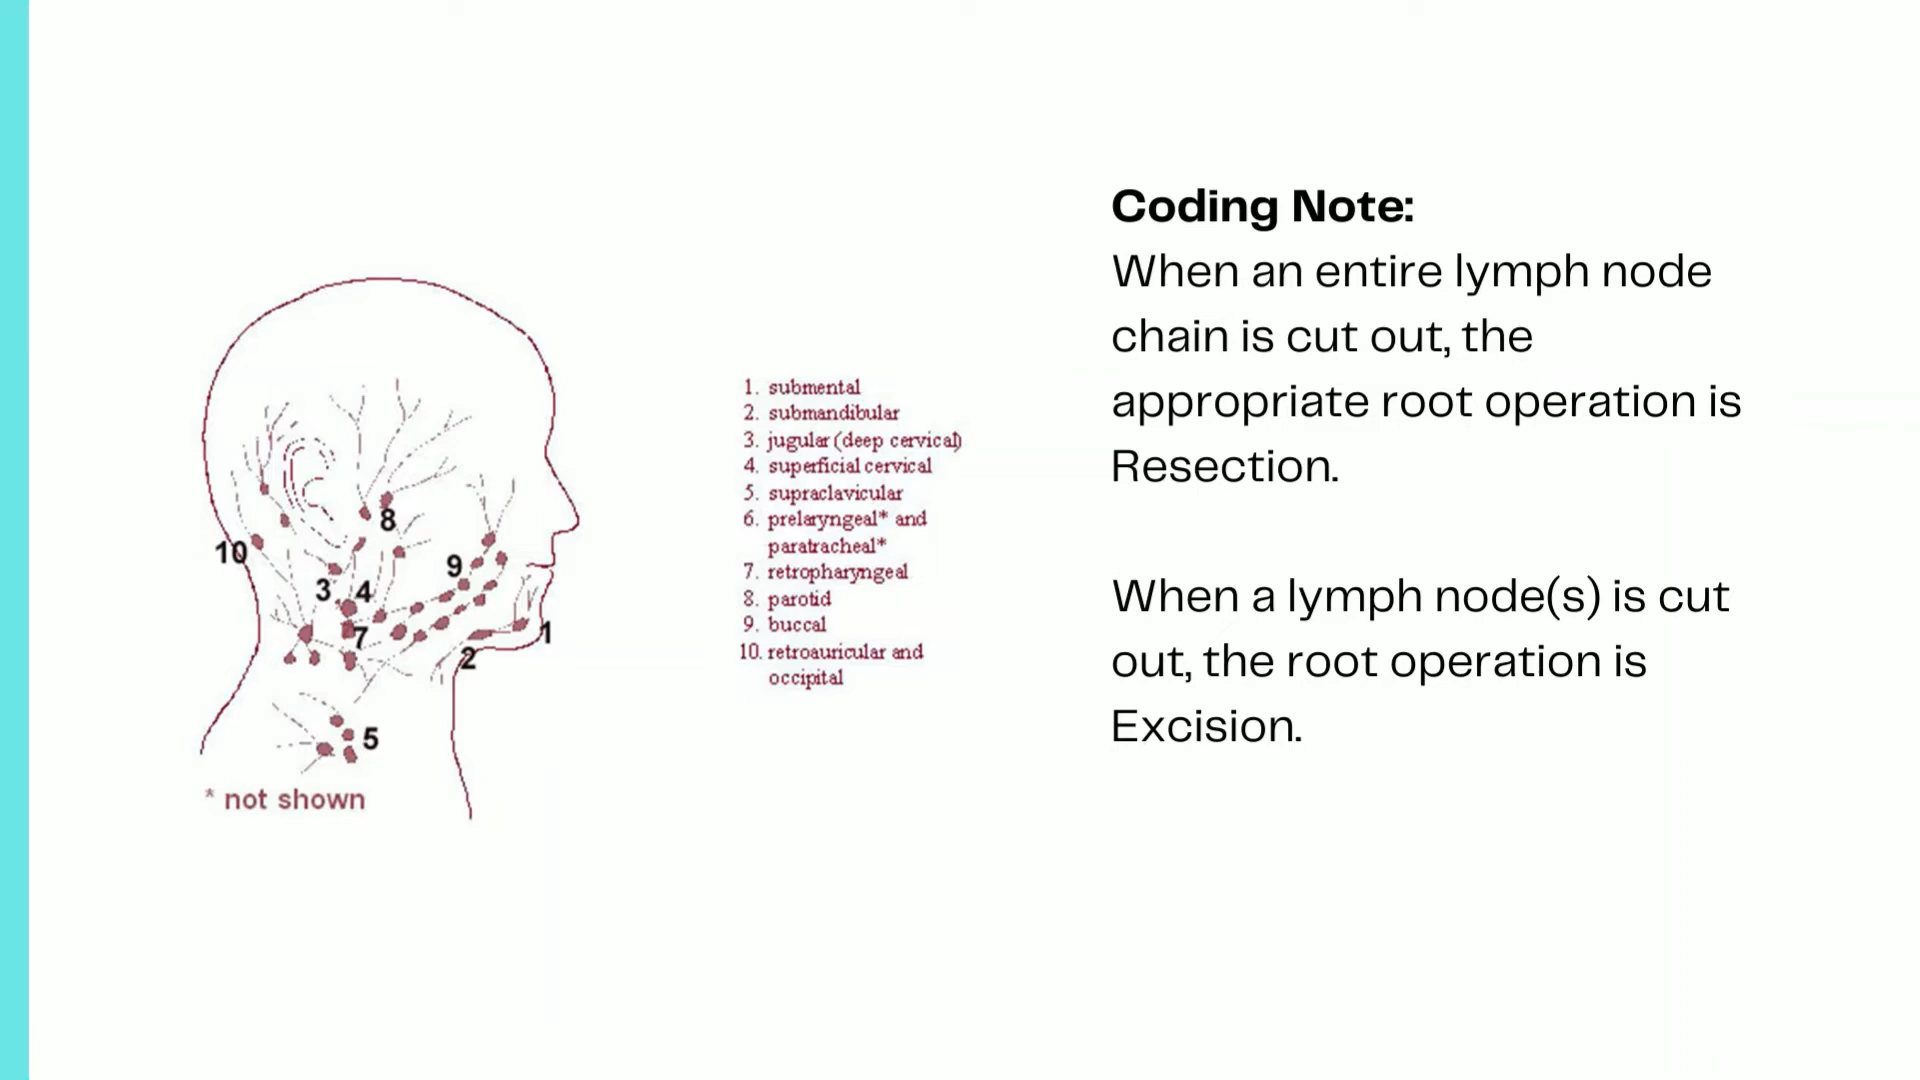 Coding Note:
When an entire lymph node
chain is cut out, the
appropriate root operation is
Resection.
When a lymph node(s) is cut
out, the root operation is
Excision.
1. submental
2. submandibular
3. jugular (deep cervical)
4. superficial cervical
5. supraclavicular
6. prelaryngeal* and
paratracheal*
7. retropharyngeal
8. parotid
9. buccal
10. retroauricular and
occipital
8
10
9
3 4
7
1
2
5
* not shown